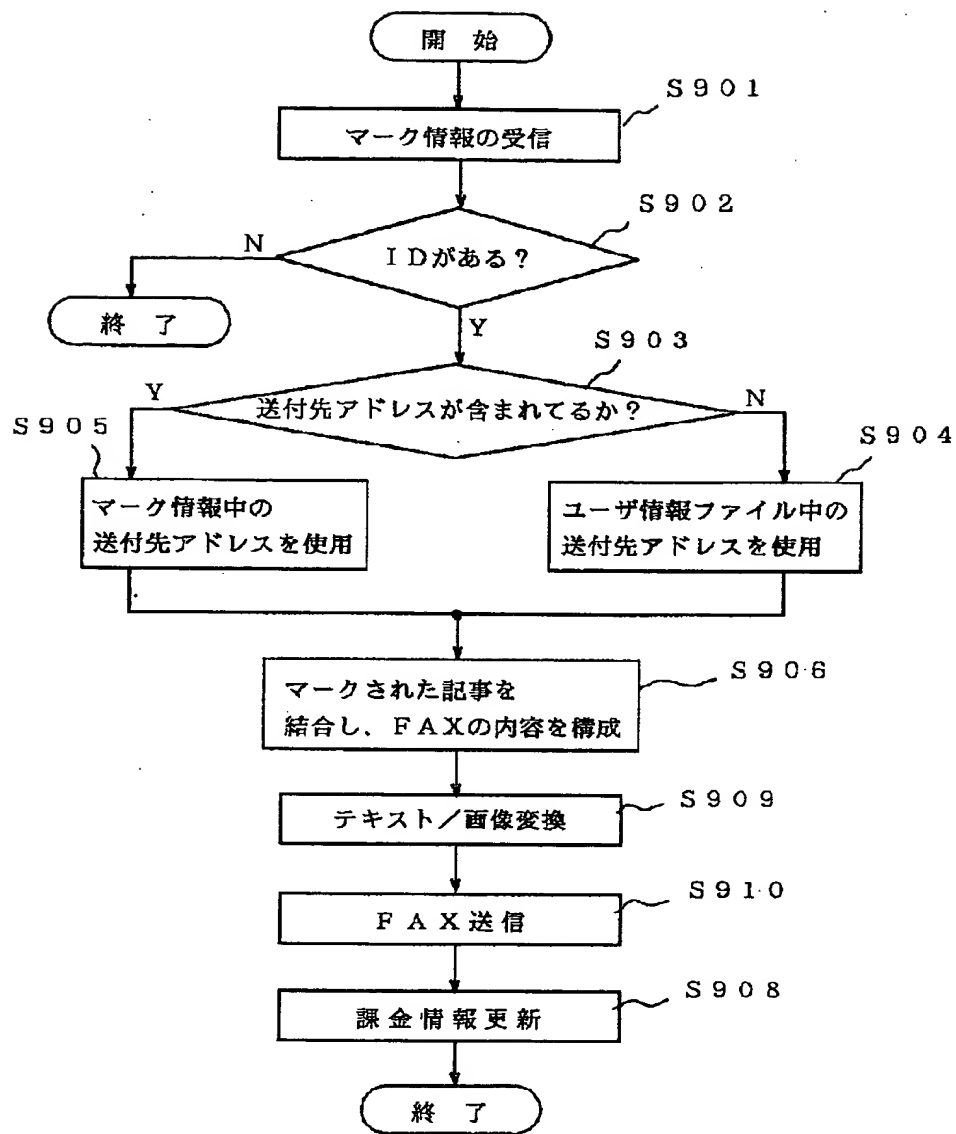 開 始
S901
マーク情報の受信
S902
IDがある?
N
終 了
Y
S903
送付先アドレスが含まれてるか?
Y
N
S905
マーク情報中の
送付先アドレスを使用
S904
ユーザ情報ファイル中の
送付先アドレスを使用
S906
マークされた記事を
結合し、FAXの内容を構成
S909
テキスト/画像変換
S910
FAX送信
S908
課金情報更新
終 了